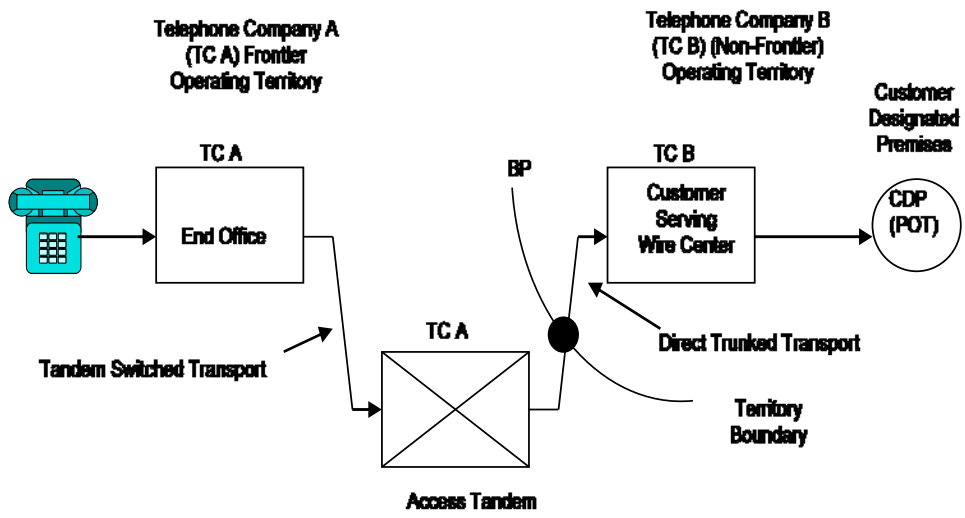 Telephone Company A
(TC A) Frontier
Operating Territory
Telephone Company B
(TC B) (Non-Frontier)
Operating Territory
Customer
Designated
Premises
TC A
End Office
BP
TC B
Customer
Serving
Wire Center
CDP
(POT)
TC A
Tandem Switched Transport
Direct Trunked Transport
Territory
Boundary
Access Tandem